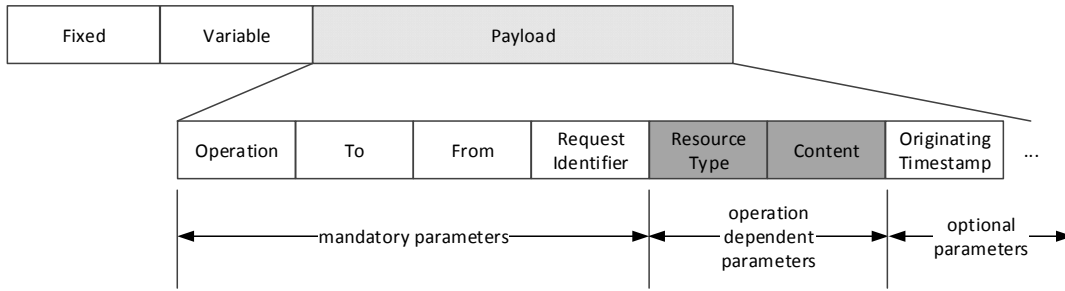 Fixed
Variable
Payload
Operation
To
From
Request
Identifier
Resource
Type
Content
Originating
Timestamp
...
mandatory parameters
operation
dependent
parameters
optional
parameters